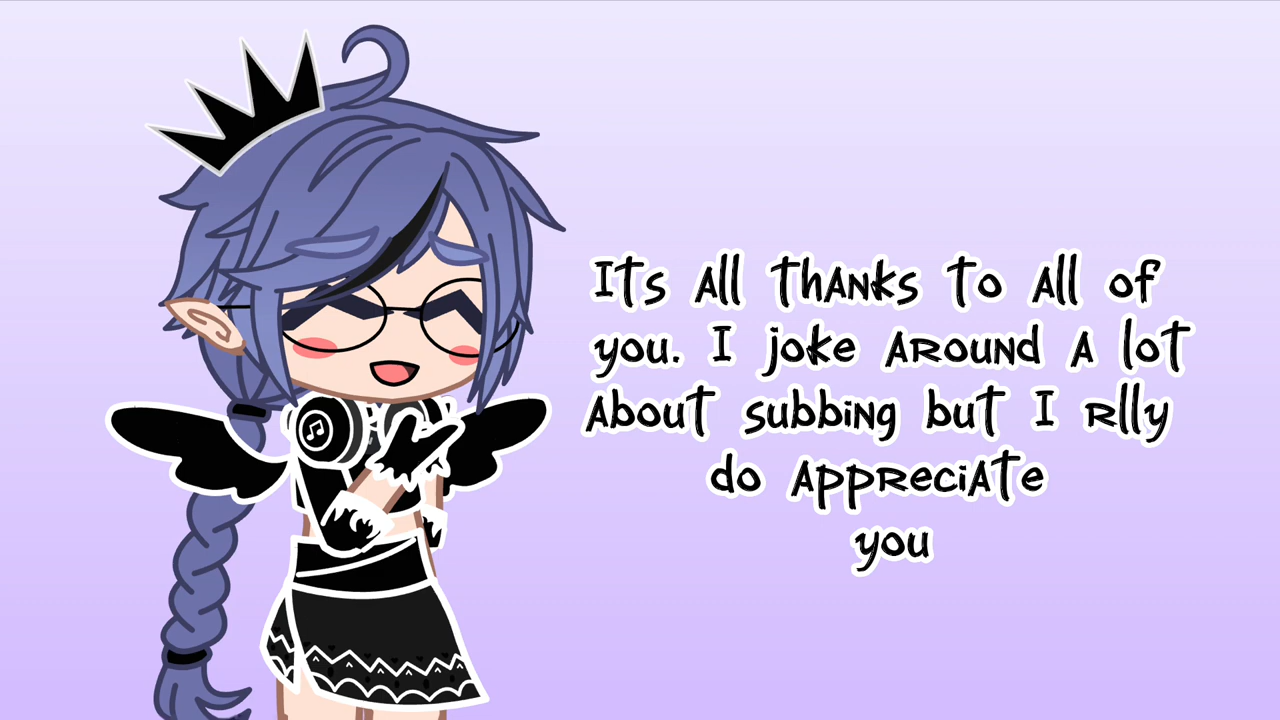 Its all thanks to all of
you. I joke around a lot
about subbing but I rlly
do appreciate
you